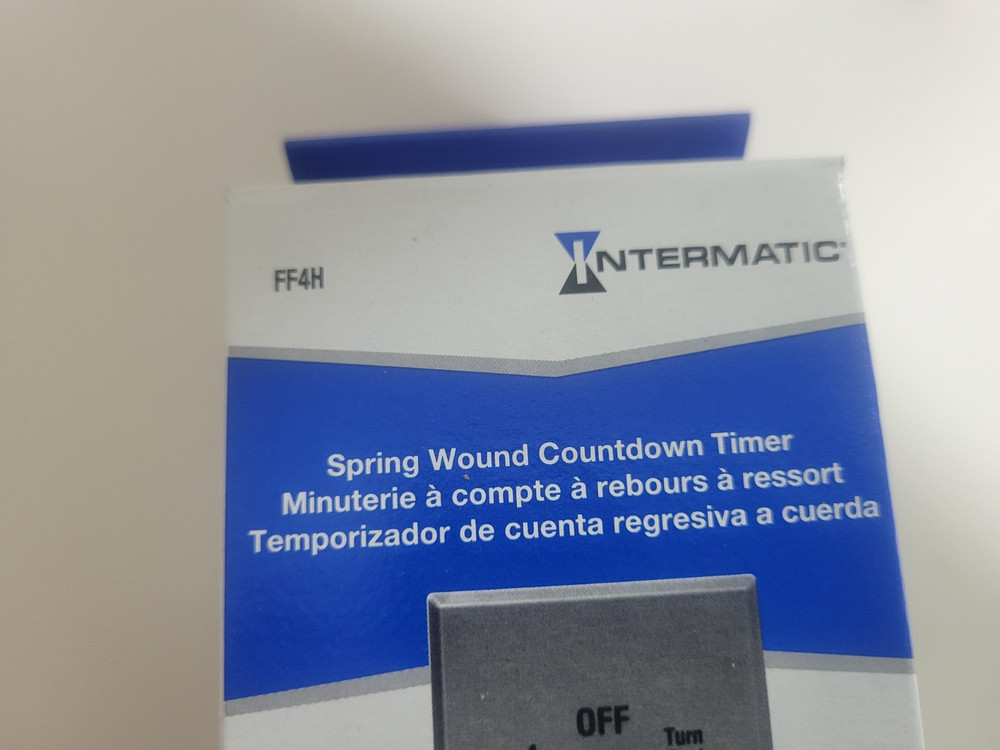 FF4H
INTERMATIC
Spring Wound Countdown Timer
Minuterie à compte à rebours à ressort
Temporizador de cuenta regresiva a cuerda
OFF
Turn